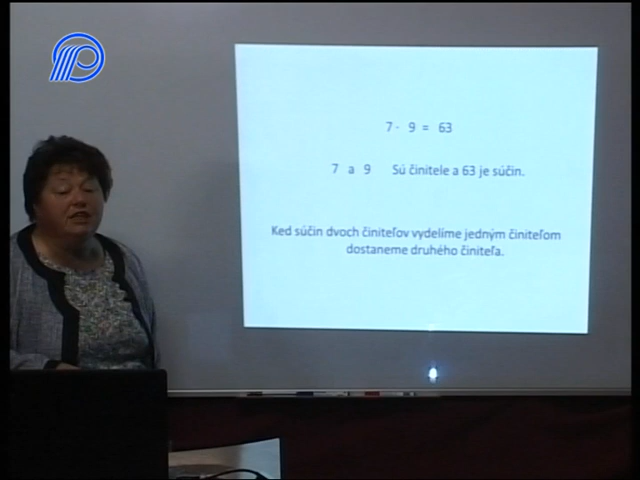 7 · 9 = 63
7 a 9 Sú činitele a 63 je súčin.
Ked súčin dvoch činiteľov vydelíme jedným činiteľom
dostaneme druhého činiteľa.